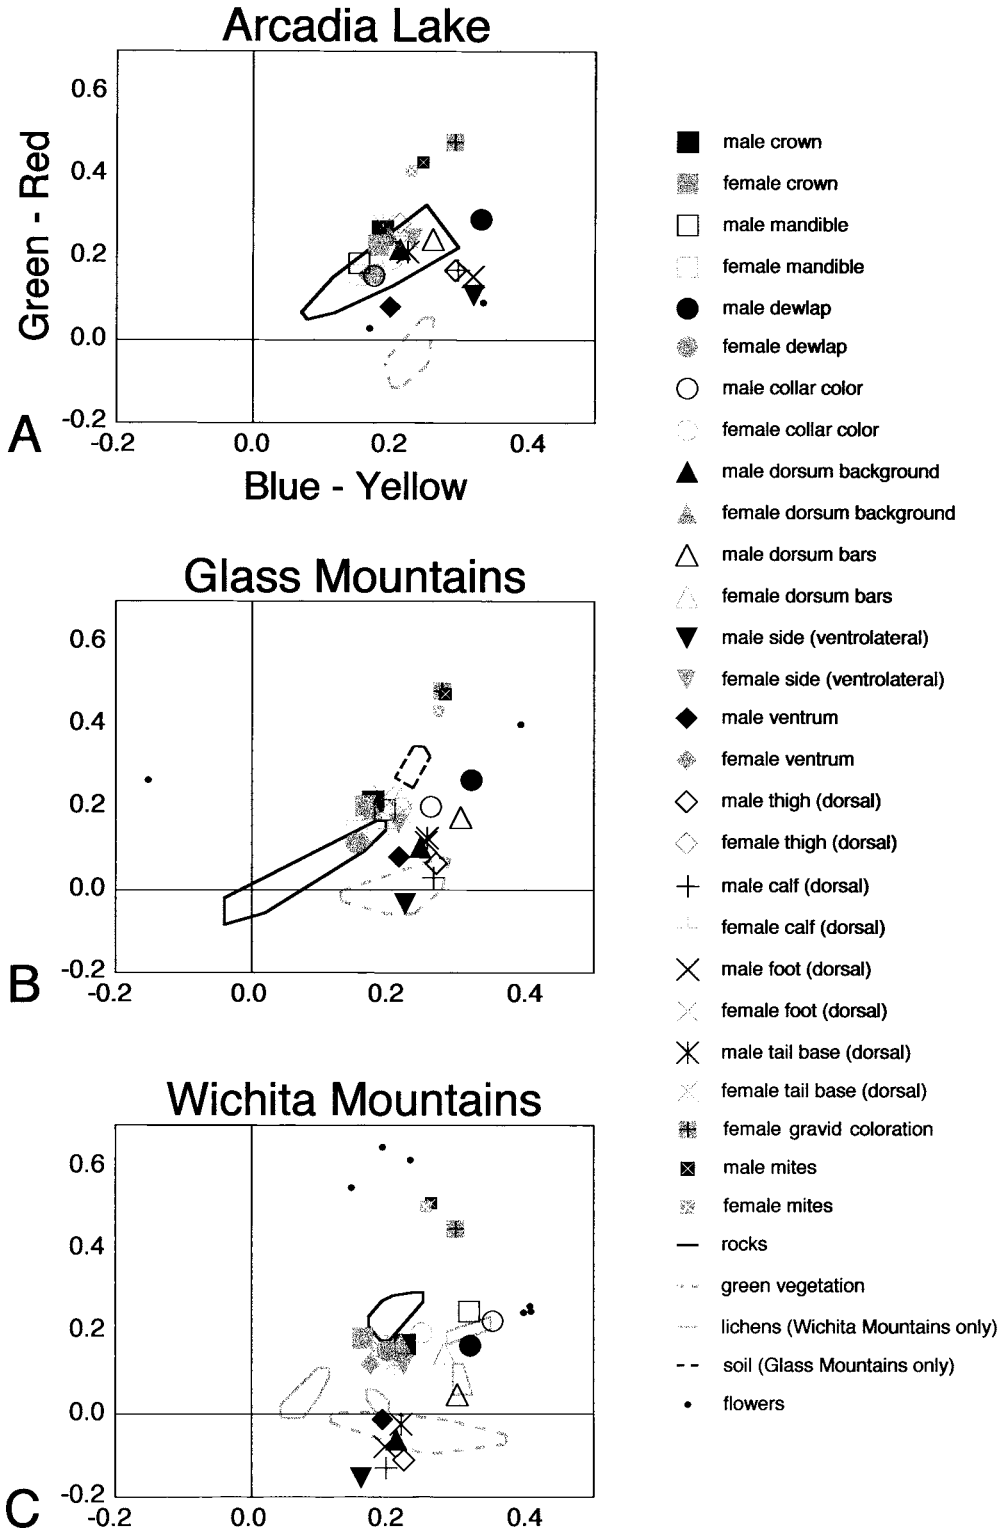 Arcadia Lake
0.6
0.4
0.2
0.0
-0.2
Green - Red
A
-0.2 0.0 0.2 0.4
Blue - Yellow
Glass Mountains
0.6
0.4
0.2
0.0
-0.2
B
-0.2 0.0 0.2 0.4
Wichita Mountains
0.6
0.4
0.2
0.0
-0.2
C
-0.2 0.0 0.2 0.4
male crown
female crown
male mandible
female mandible
male dewlap
female dewlap
male collar color
female collar color
male dorsum background
female dorsum background
male dorsum bars
female dorsum bars
male side (ventrolateral)
female side (ventrolateral)
male ventrum
female ventrum
male thigh (dorsal)
female thigh (dorsal)
male calf (dorsal)
female calf (dorsal)
male foot (dorsal)
female foot (dorsal)
male tail base (dorsal)
female tail base (dorsal)
female gravid coloration
male mites
female mites
rocks
green vegetation
lichens (Wichita Mountains only)
soil (Glass Mountains only)
flowers